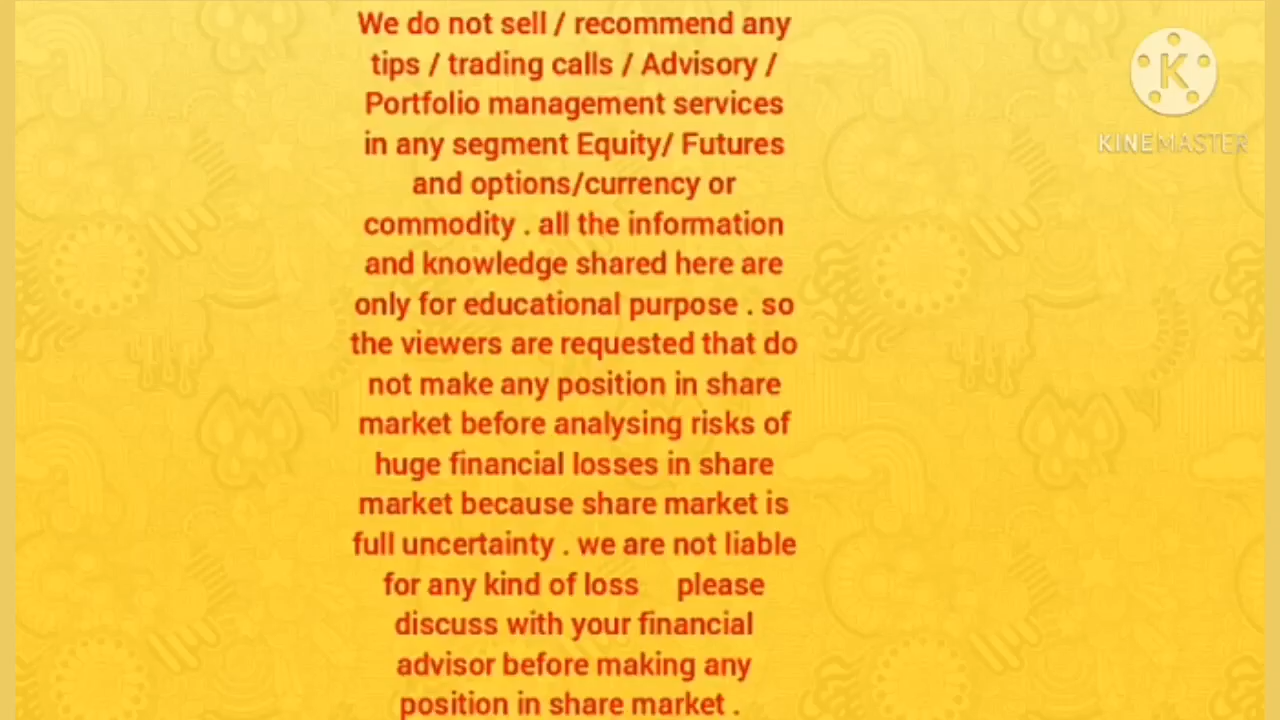 We do not sell / recommend any
tips / trading calls / Advisory /
Portfolio management services
in any segment Equity/ Futures
and options/currency or
commodity . all the information
and knowledge shared here are
only for educational purpose . so
the viewers are requested that do
not make any position in share
market before analysing risks of
huge financial losses in share
market because share market is
full uncertainty . we are not liable
for any kind of loss     please
discuss with your financial
advisor before making any
position in share market .
K
KINEMASTER